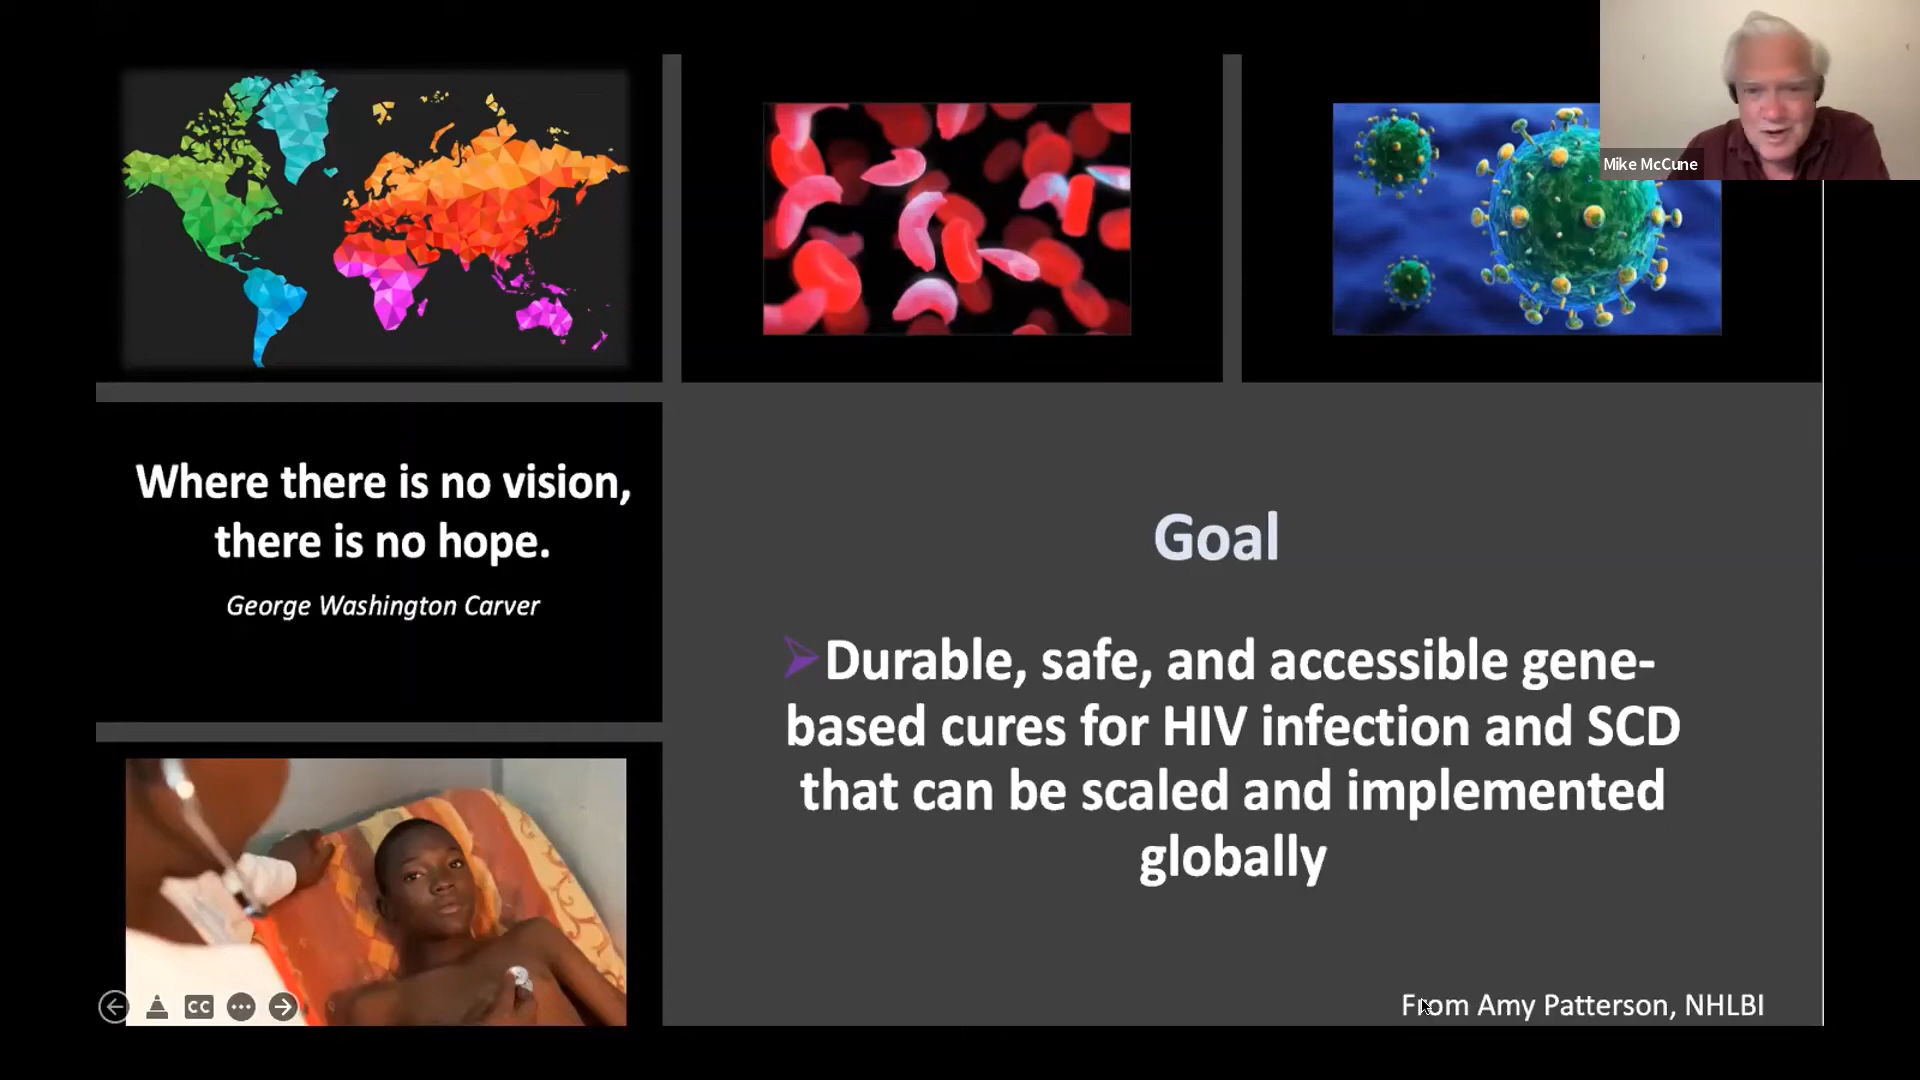 Mike McCune
Where there is no vision,
there is no hope.
George Washington Carver
Goal
Durable, safe, and accessible gene-
based cures for HIV infection and SCD
that can be scaled and implemented
globally
From Amy Patterson, NHLBI
CC